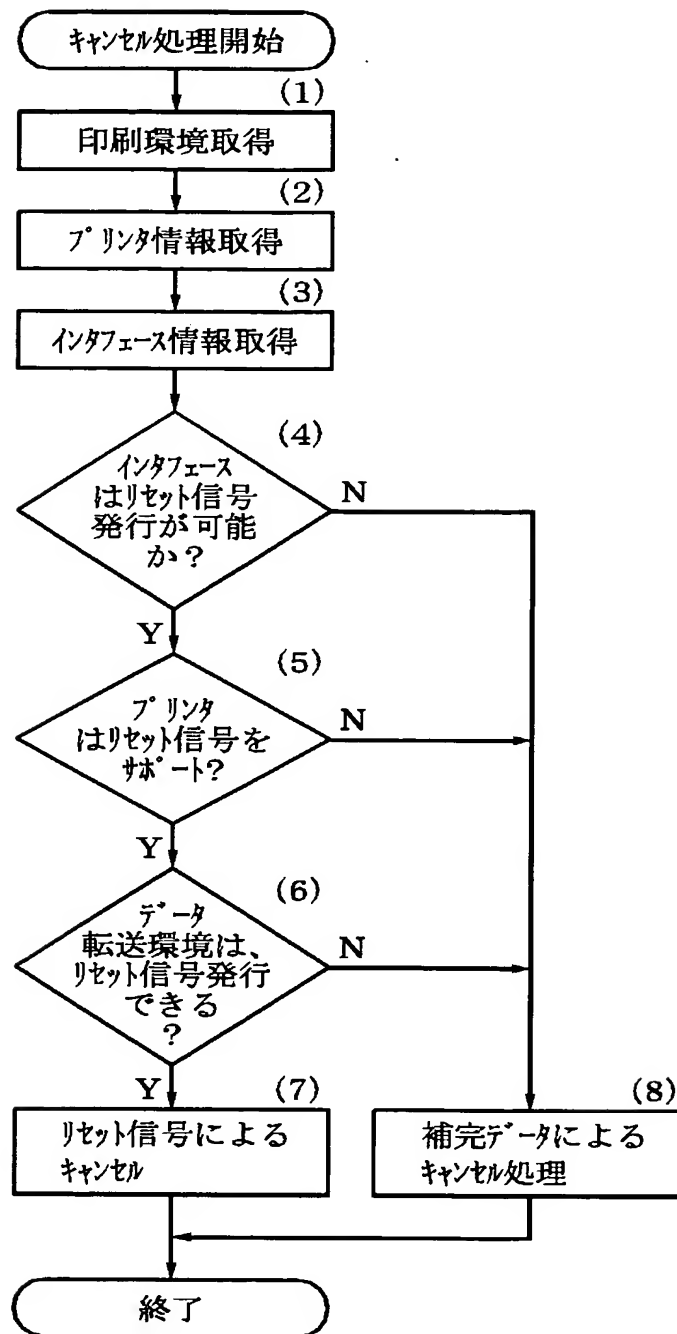 キャンセル処理開始
(1)
印刷環境取得
(2)
プリンタ情報取得
(3)
インタフェース情報取得
(4)
インタフェース
はリセット信号
発行が可能
か?
N
Y
(5)
プリンタ
はリセット信号を
サポート?
N
Y
(6)
データ
転送環境は、
リセット信号発行
できる
?
N
Y
(7)
リセット信号による
キャンセル
(8)
補完データによる
キャンセル処理
終了